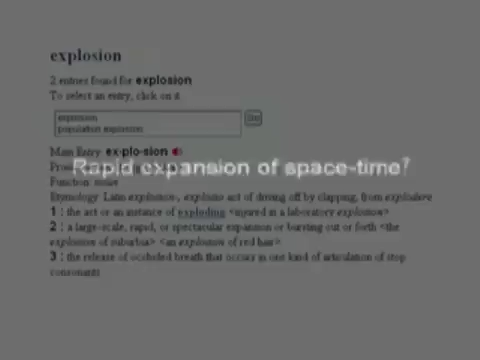 explosion
2 entries found for explosion
To select an entry, click on it
explosion Go
population explosion
Main Entry: ex·plo·sion
Rapid expansion of space-time?
Function: noun
Etymology: Latin explosion-, explosio act of driving off by clapping, from explodere
1 : the act or an instance of exploding <injured in a laboratory explosion>
2 : a large-scale, rapid, or spectacular expansion or bursting out or forth <the
explosion of suburbia> <an explosion of red hair>
3 : the release of occluded breath that occurs in one kind of articulation of stop
consonants